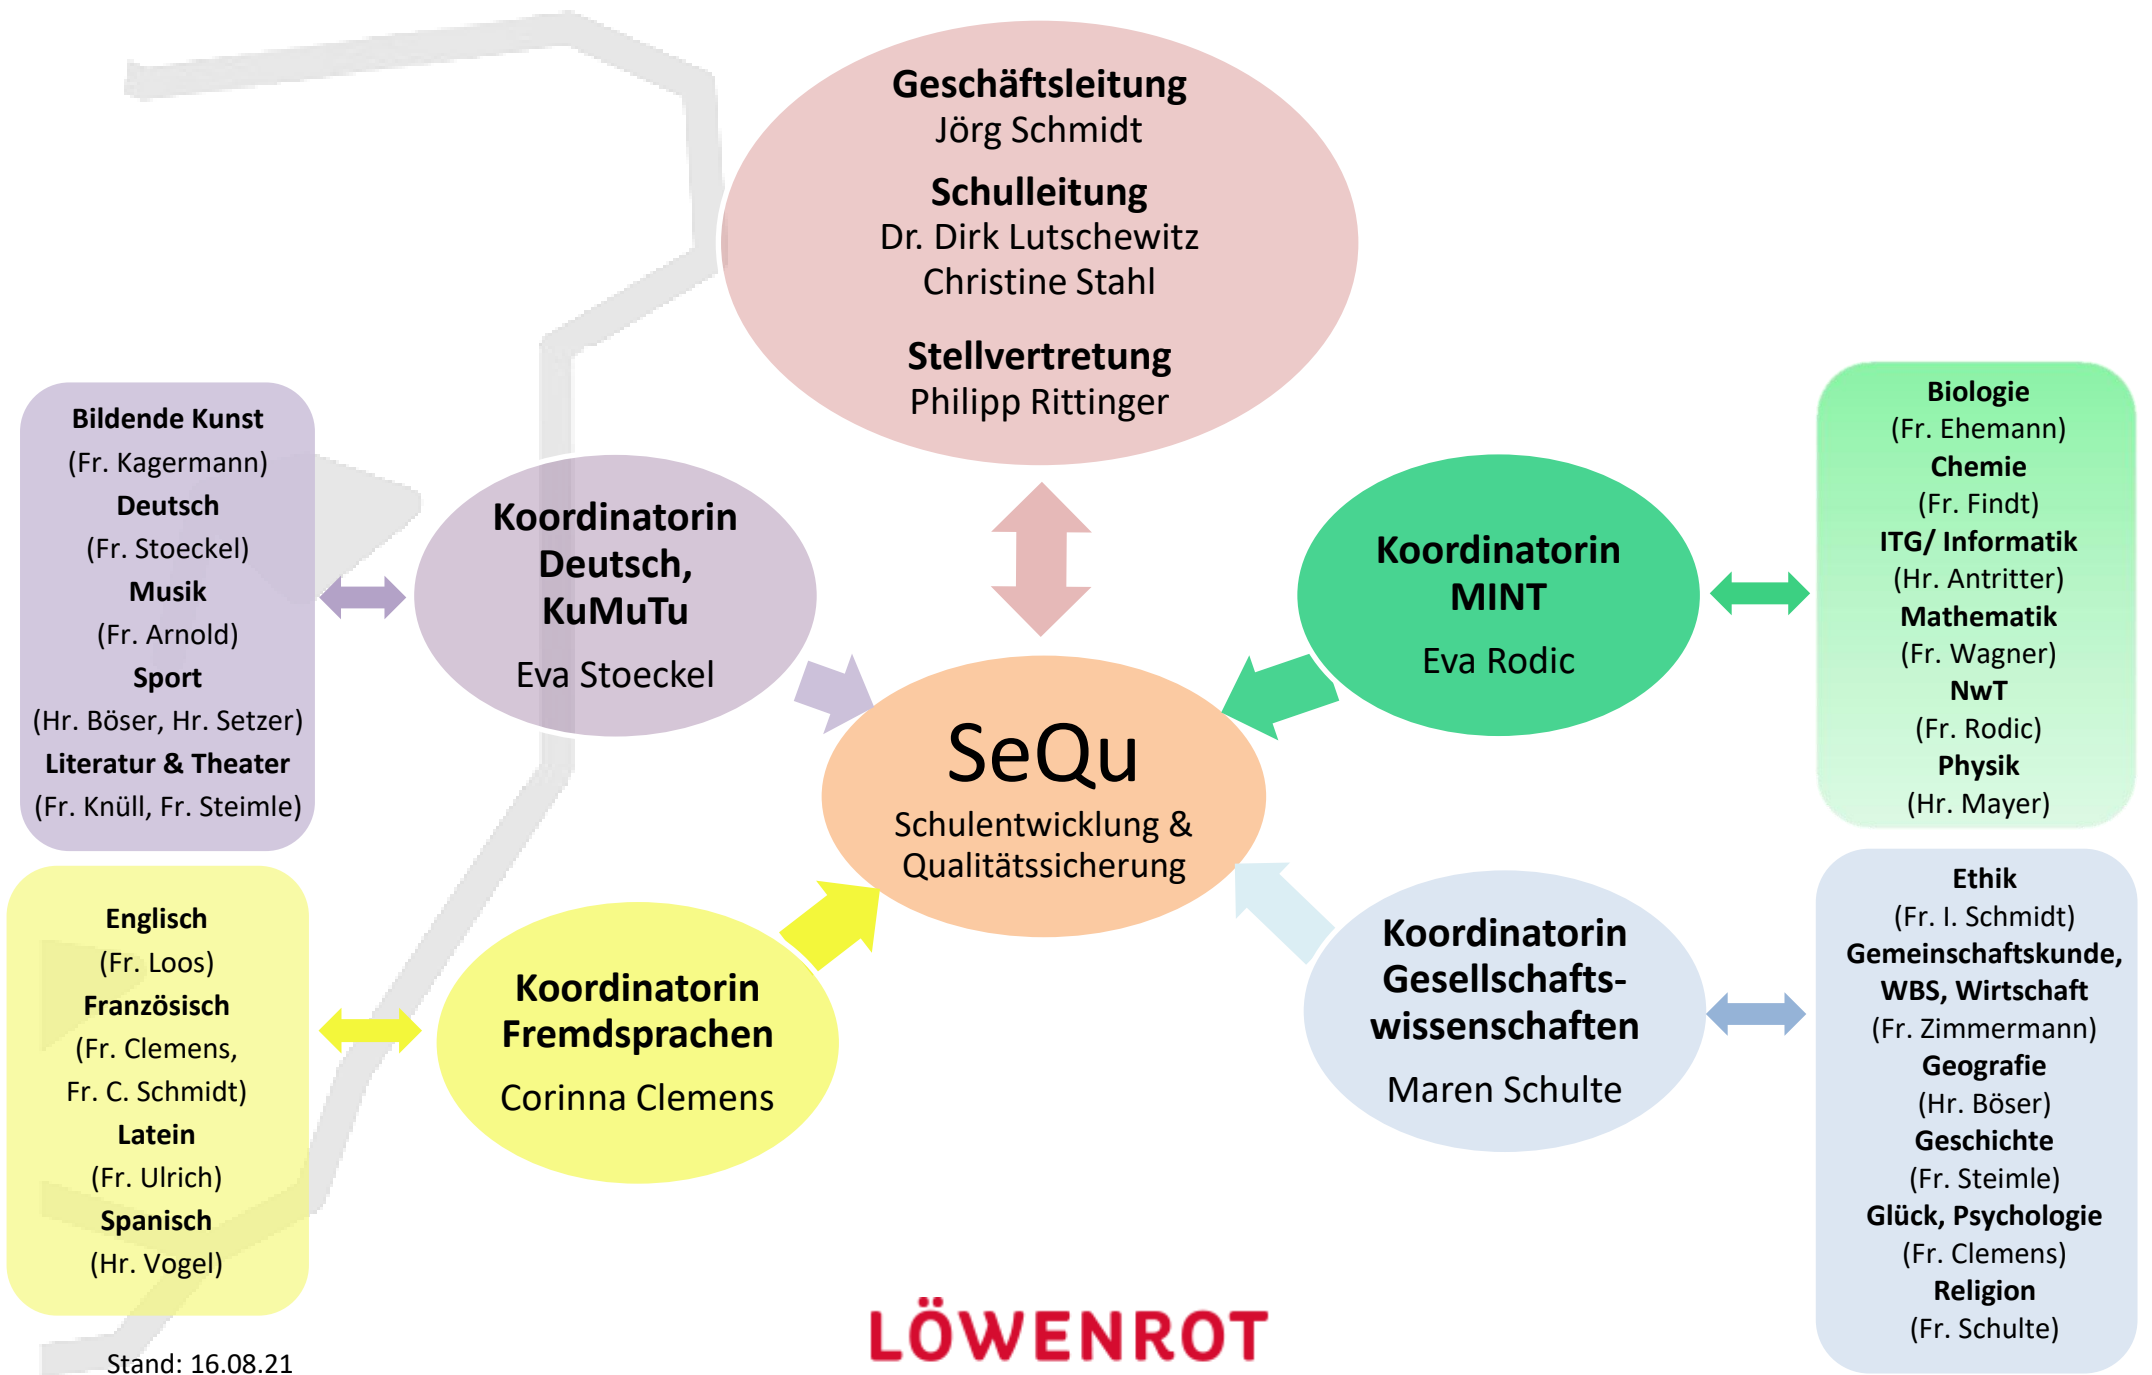 Geschäftsleitung
Jörg Schmidt
Schulleitung
Dr. Dirk Lutschewitz
Christine Stahl
Stellvertretung
Philipp Rittinger
Bildende Kunst
(Fr. Kagermann)
Deutsch
(Fr. Stoeckel)
Musik
(Fr. Arnold)
Sport
(Hr. Böser, Hr. Setzer)
Literatur & Theater
(Fr. Knüll, Fr. Steimle)
Koordinatorin
Deutsch,
KuMuTu
Eva Stoeckel
Koordinatorin
MINT
Eva Rodic
Biologie
(Fr. Ehemann)
Chemie
(Fr. Findt)
ITG/ Informatik
(Hr. Antritter)
Mathematik
(Fr. Wagner)
NwT
(Fr. Rodic)
Physik
(Hr. Mayer)
SeQu
Schulentwicklung &
Qualitätssicherung
Englisch
(Fr. Loos)
Französisch
(Fr. Clemens,
Fr. C. Schmidt)
Latein
(Fr. Ulrich)
Spanisch
(Hr. Vogel)
Koordinatorin
Fremdsprachen
Corinna Clemens
Koordinatorin
Gesellschafts-
wissenschaften
Maren Schulte
Ethik
(Fr. I. Schmidt)
Gemeinschaftskunde,
WBS, Wirtschaft
(Fr. Zimmermann)
Geografie
(Hr. Böser)
Geschichte
(Fr. Steimle)
Glück, Psychologie
(Fr. Clemens)
Religion
(Fr. Schulte)
LÖWENROT
Stand: 16.08.21